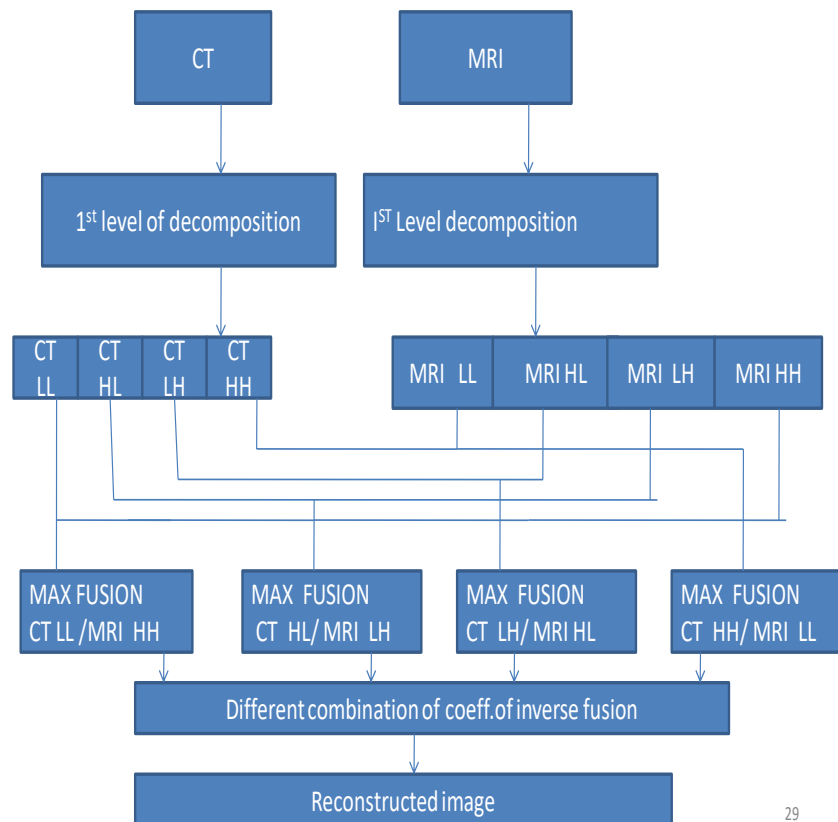 CT
MRI
1st level of decomposition
IST Level decomposition
CT
LL
CT
HL
CT
LH
CT
HH
MRI LL
MRI HL
MRI LH
MRI HH
MAX FUSION
CT LL /MRI HH
MAX FUSION
CT HL/ MRI LH
MAX FUSION
CT LH/ MRI HL
MAX FUSION
CT HH/ MRI LL
Different combination of coeff.of inverse fusion
Reconstructed image
29